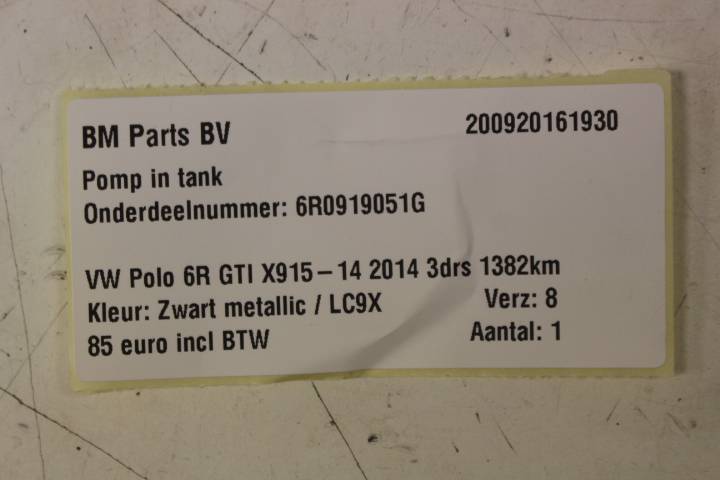 BM Parts BV 200920161930
Pomp in tank
Onderdeelnummer: 6R0919051G
VW Polo 6R GTI X915-14 2014 3drs 1382km
Kleur: Zwart metallic / LC9X Verz: 8
85 euro incl BTW Aantal: 1